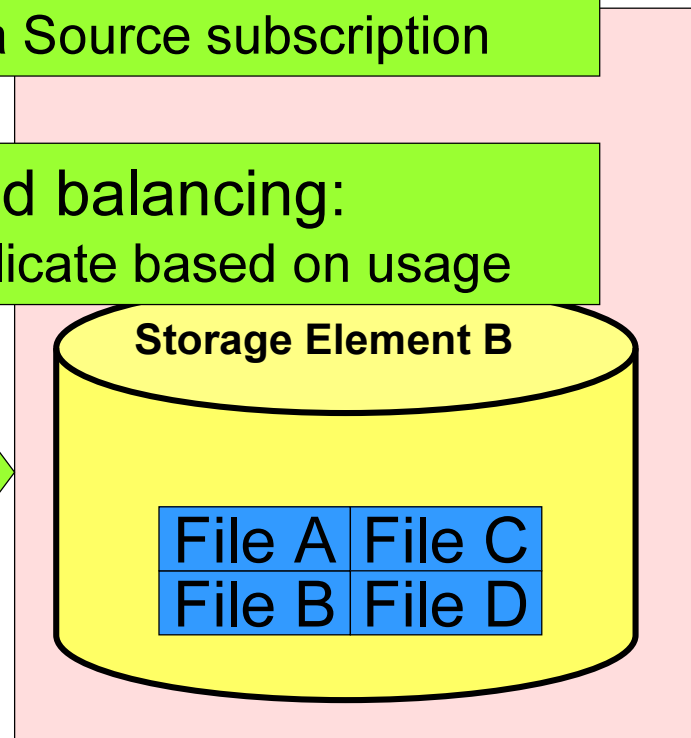 a Source subscription
d balancing:
licate based on usage
Storage Element B
File A File C
File B File D